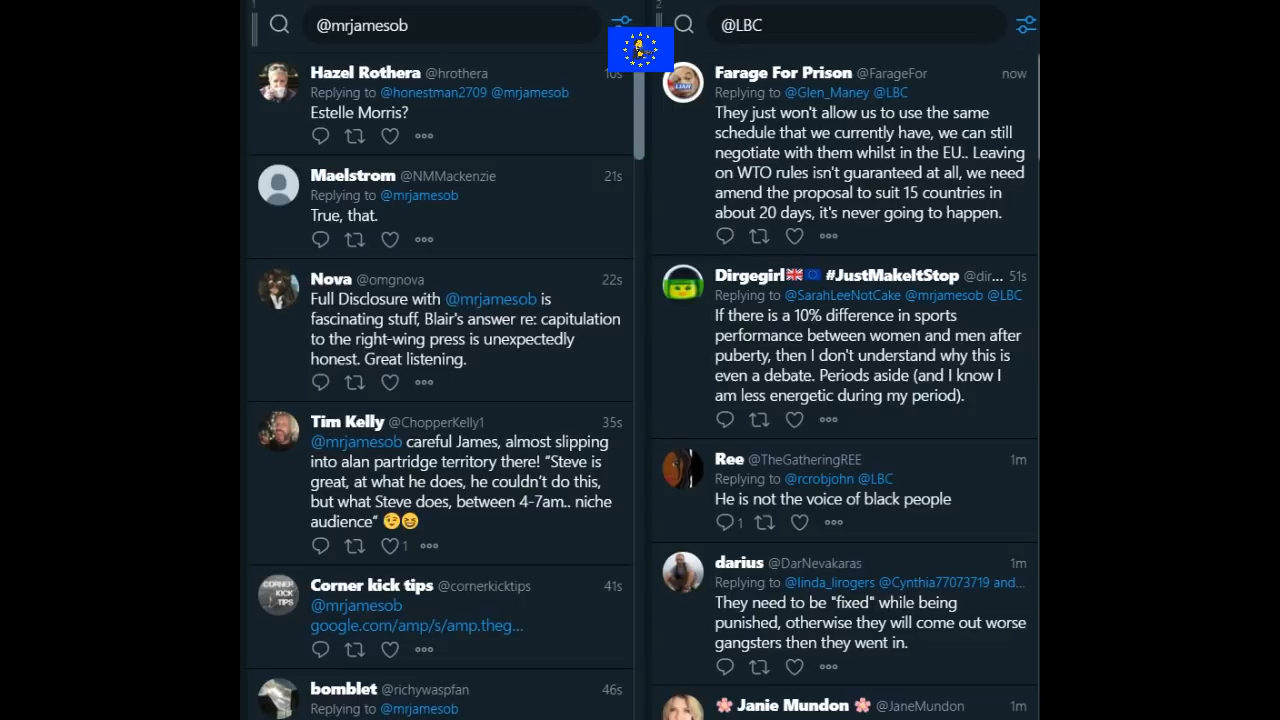 1
@mrjamesob
Hazel Rothera @hrothera 10s
Replying to @honestman2709 @mrjamesob
Estelle Morris?
Maelstrom @NMMackenzie 21s
Replying to @mrjamesob
True, that.
Nova @omgnova 22s
Full Disclosure with @mrjamesob is
fascinating stuff, Blair's answer re: capitulation
to the right-wing press is unexpectedly
honest. Great listening.
Tim Kelly @ChopperKelly1 35s
@mrjamesob careful James, almost slipping
into alan partridge territory there! “Steve is
great, at what he does, he couldn’t do this,
but what Steve does, between 4-7am.. niche
audience” 😉😆
1
Corner kick tips @cornerkicktips 41s
CORNER
KICK
TIPS
@mrjamesob
google.com/amp/s/amp.theg...
bomblet @richywaspfan 46s
Replying to @mrjamesob
2
@LBC
Farage For Prison @FarageFor now
LIAR
Replying to @Glen_Maney @LBC
They just won't allow us to use the same
schedule that we currently have, we can still
negotiate with them whilst in the EU.. Leaving
on WTO rules isn't guaranteed at all, we need
amend the proposal to suit 15 countries in
about 20 days, it's never going to happen.
Dirgegirl🇬🇧🇪🇺 #JustMakeItStop @dir... 51s
Replying to @SarahLeeNotCake @mrjamesob @LBC
If there is a 10% difference in sports
performance between women and men after
puberty, then I don't understand why this is
even a debate. Periods aside (and I know I
am less energetic during my period).
Ree @TheGatheringREE 1m
Replying to @rcrobjohn @LBC
He is not the voice of black people
1
darius @DarNevakaras 1m
Replying to @linda_lirogers @Cynthia77073719 and...
They need to be "fixed" while being
punished, otherwise they will come out worse
gangsters then they went in.
🌸 Janie Mundon 🌸 @JaneMundon 1m